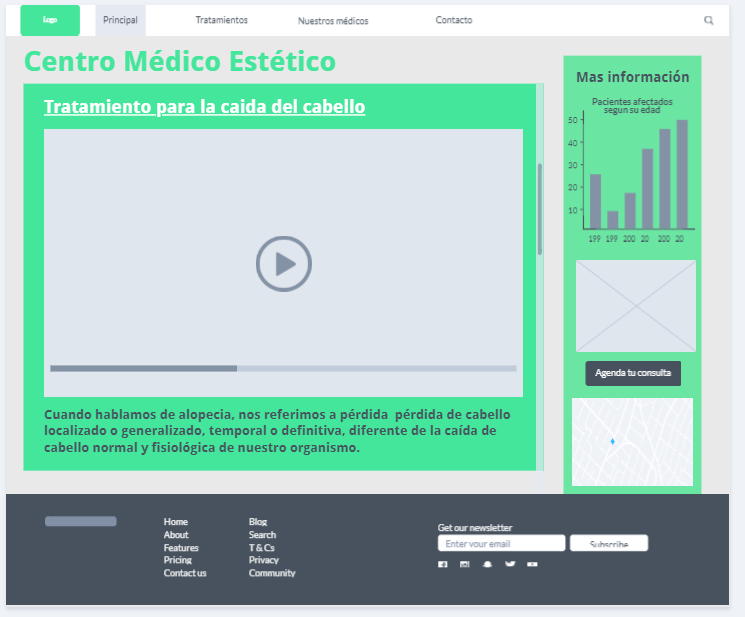 Logo
Principal
Tratamientos
Nuestros médicos
Contacto
Centro Médico Estético
Tratamiento para la caida del cabello
Cuando hablamos de alopecia, nos referimos a pérdida pérdida de cabello
localizado o generalizado, temporal o definitiva, diferente de la caída de
cabello normal y fisiológica de nuestro organismo.
Mas información
Pacientes afectados
segun su edad
50
40
30
20
10
199 199 200 20 200 20
Agenda tu consulta
Home
About
Features
Pricing
Contact us
Blog
Search
T & Cs
Privacy
Community
Get our newsletter
Enter your email
Subscribe